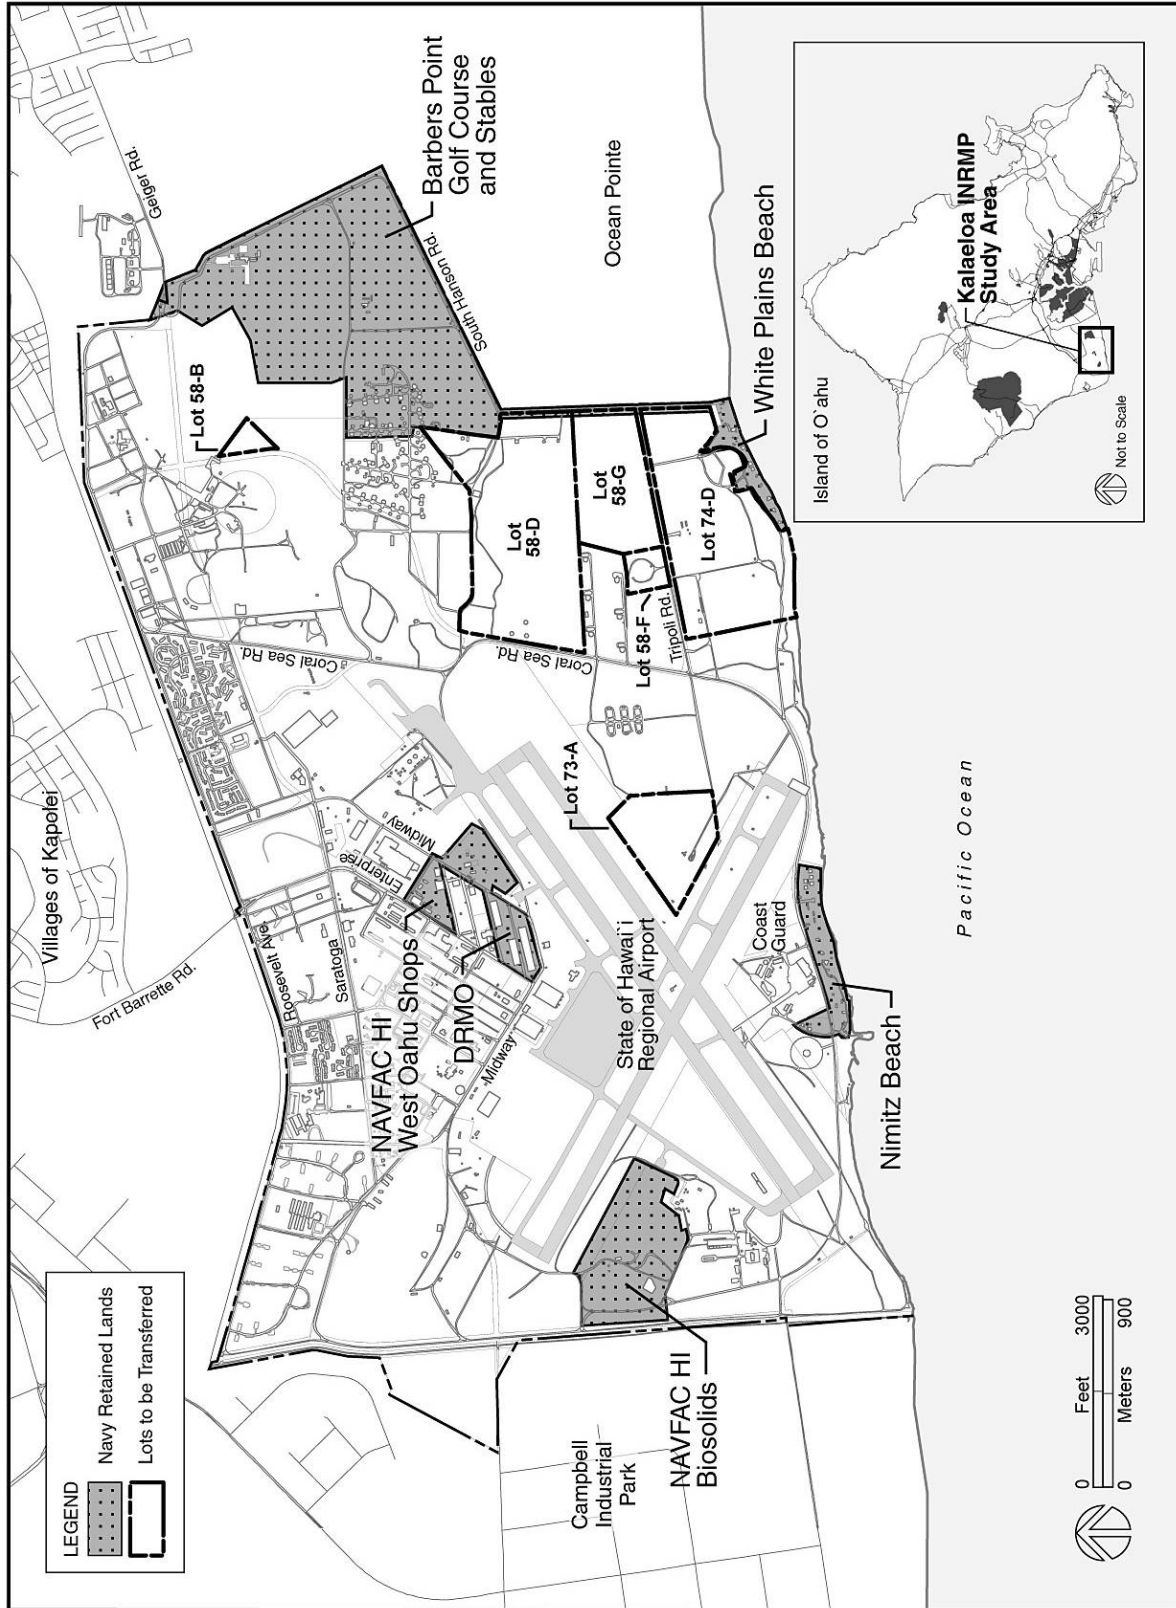 LEGEND
Navy Retained Lands
Lots to be Transferred
Villages of Kapolei
Fort Barrette Rd.
Geiger Rd.
Roosevelt Ave.
Saratoga
Enterprise
Midway
NAVFAC HI
West Oahu Shops
DRMO
Midway
Lot 58-B
Barbers Point
Golf Course
and Stables
South Hanson Rd.
Ocean Pointe
Coral Sea Rd.
Coral Sea Rd.
Lot
58-D
Lot
58-G
Lot 58-F
Tripoli Rd.
Lot 74-D
White Plains Beach
Lot 73-A
State of Hawai'i
Regional Airport
Coast
Guard
Nimitz Beach
Campbell
Industrial
Park
NAVFAC HI
Biosolids
Pacific Ocean
0 Feet 3000
0 Meters 900
Island of O`ahu
Kalaeloa INRMP
Study Area
Not to Scale